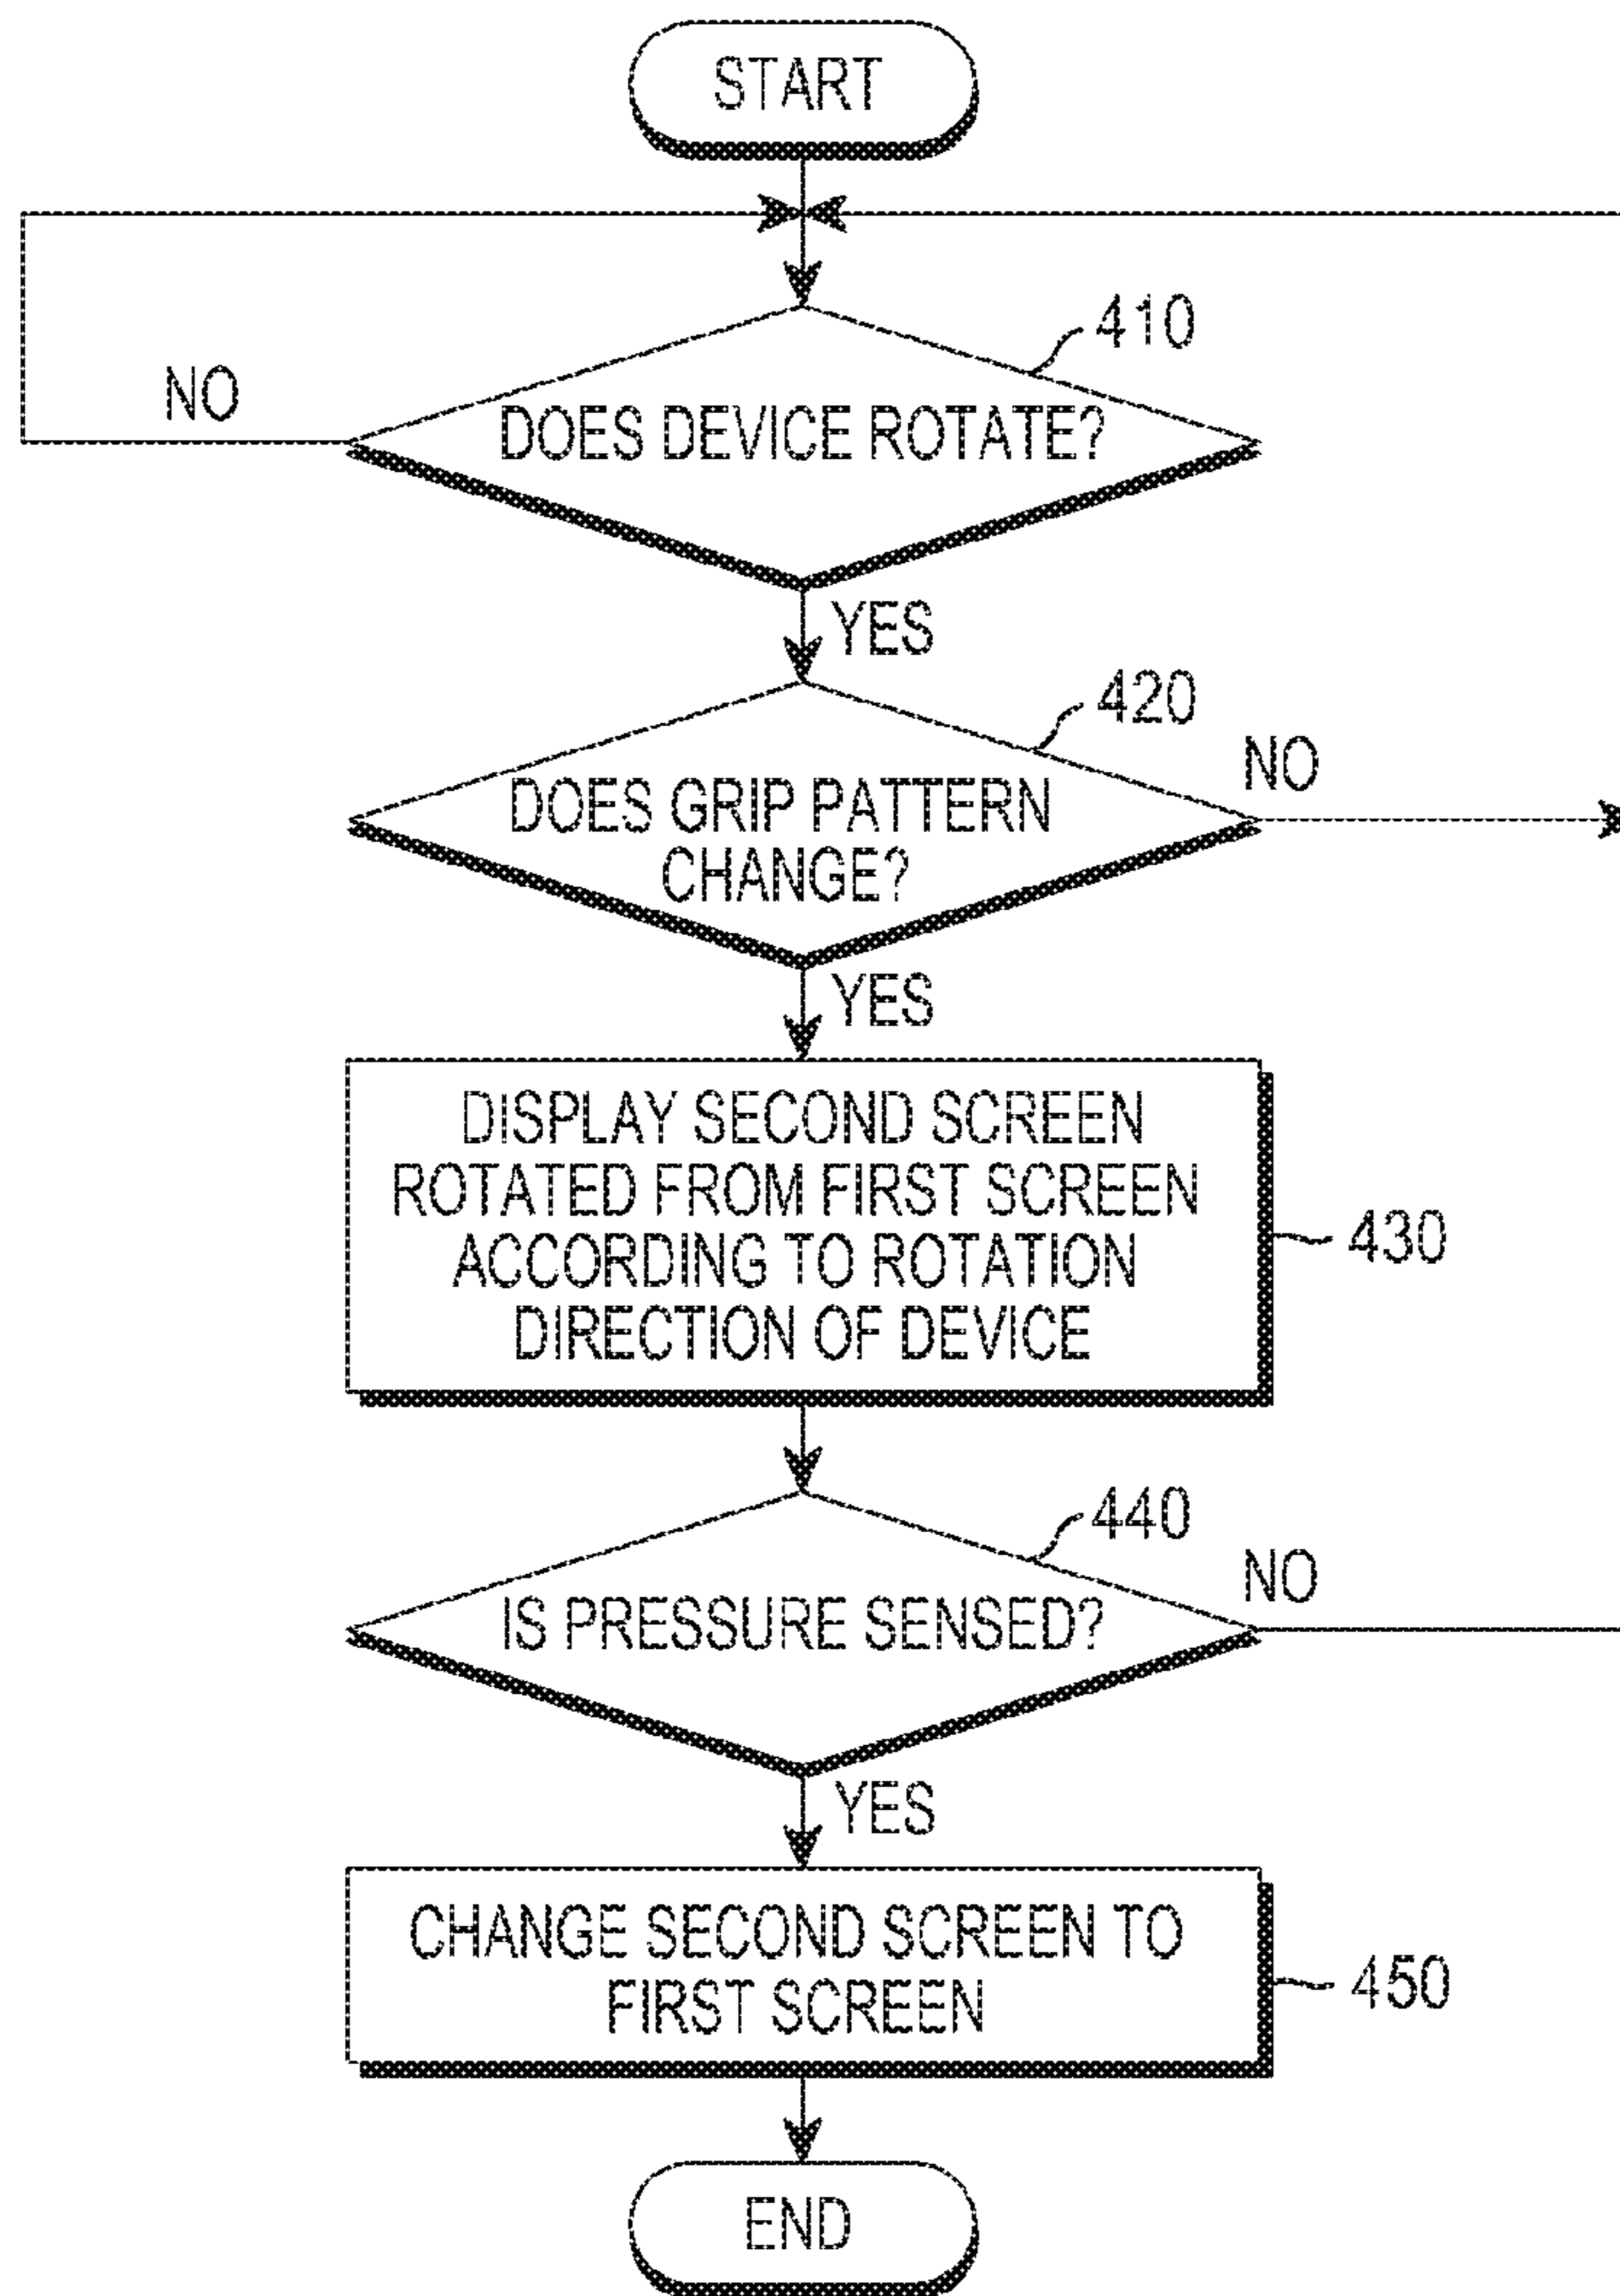 START
410
NO
DOES DEVICE ROTATE?
YES
420
NO
DOES GRIP PATTERN
CHANGE?
YES
DISPLAY SECOND SCREEN
ROTATED FROM FIRST SCREEN
ACCORDING TO ROTATION
DIRECTION OF DEVICE
430
440
NO
IS PRESSURE SENSED?
YES
CHANGE SECOND SCREEN TO
FIRST SCREEN
450
END